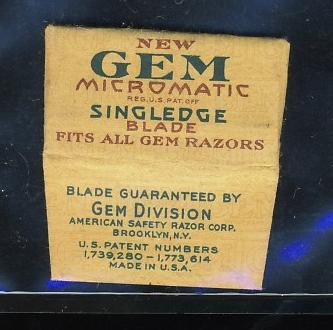 NEW
GEM
MICROMATIC
REG. U.S. PAT. OFF
SINGLEDGE
BLADE
FITS ALL GEM RAZORS
BLADE GUARANTEED BY
GEM DIVISION
AMERICAN SAFETY RAZOR CORP.
BROOKLYN, N.Y.
U.S. PATENT NUMBERS
1,739,280 – 1,773,614
MADE IN U.S.A.